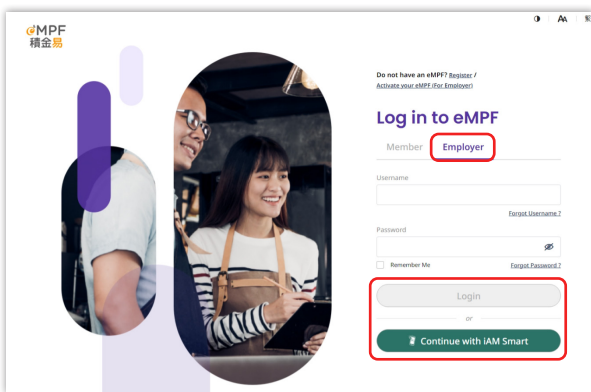 eMPF
積金易
AA
Do not have an eMPF? Register /
Activate your eMPF (For Employer)
Log in to eMPF
Member Employer
Username
Forgot Username ?
Password
Remember Me Forgot Password ?
Login
or
Continue with iAM Smart